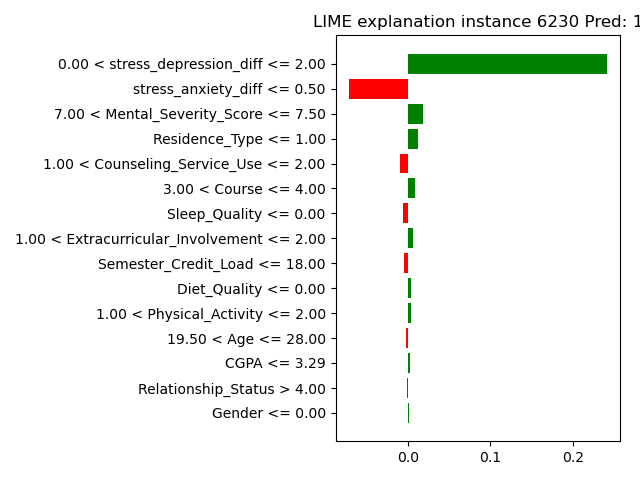 LIME explanation instance 6230 Pred: 1
0.00 < stress_depression_diff <= 2.00
stress_anxiety_diff <= 0.50
7.00 < Mental_Severity_Score <= 7.50
Residence_Type <= 1.00
1.00 < Counseling_Service_Use <= 2.00
3.00 < Course <= 4.00
Sleep_Quality <= 0.00
1.00 < Extracurricular_Involvement <= 2.00
Semester_Credit_Load <= 18.00
Diet_Quality <= 0.00
1.00 < Physical_Activity <= 2.00
19.50 < Age <= 28.00
CGPA <= 3.29
Relationship_Status > 4.00
Gender <= 0.00
0.0 0.1 0.2